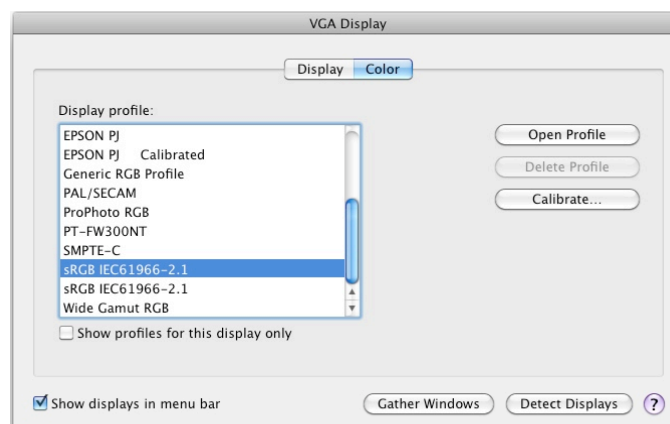 VGA Display
Display Color
Display profile:
EPSON PJ
EPSON PJ Calibrated
Generic RGB Profile
PAL/SECAM
ProPhoto RGB
PT-FW300NT
SMPTE-C
sRGB IEC61966-2.1
sRGB IEC61966-2.1
Wide Gamut RGB
Show profiles for this display only
Open Profile
Delete Profile
Calibrate...
Show displays in menu bar
Gather Windows
Detect Displays
?